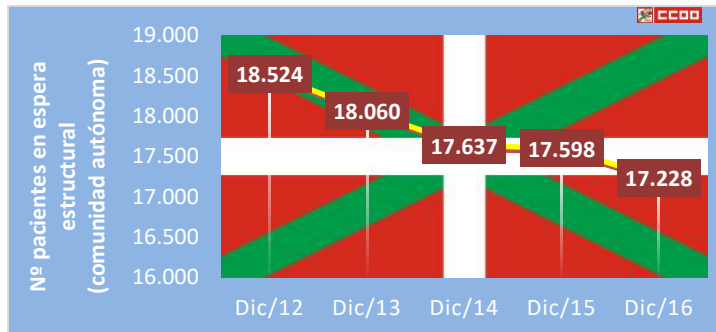 CCOO
Nº pacientes en espera
estructural
(comunidad autónoma)
19.000
18.500
18.000
17.500
17.000
16.500
16.000
18.524
18.060
17.637
17.598
17.228
Dic/12 Dic/13 Dic/14 Dic/15 Dic/16